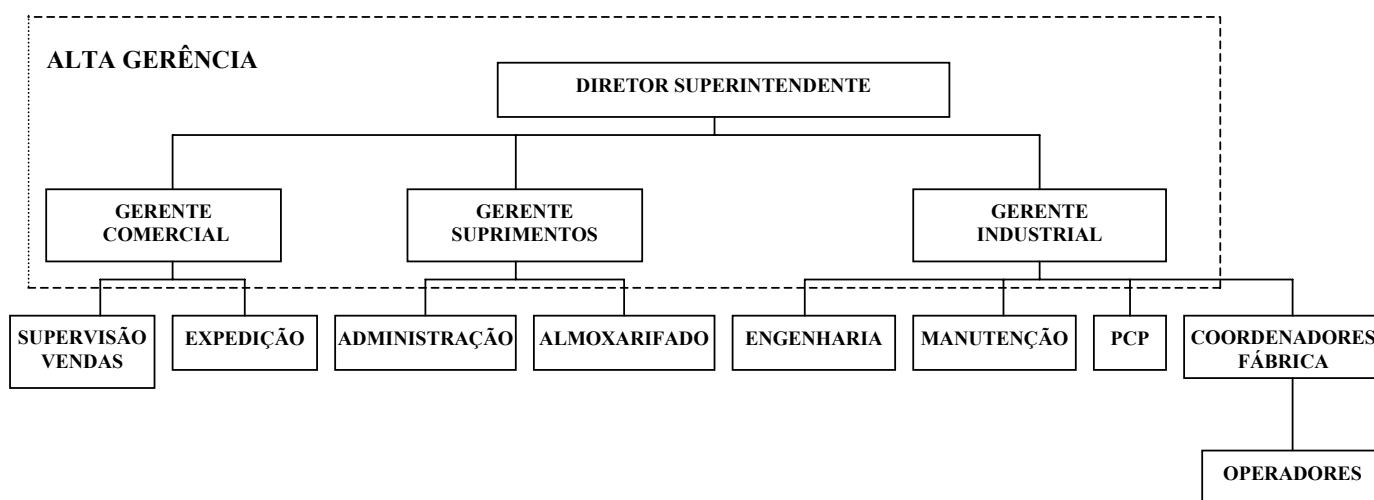 ALTA GERÊNCIA
DIRETOR SUPERINTENDENTE
GERENTE
COMERCIAL
GERENTE
SUPRIMENTOS
GERENTE
INDUSTRIAL
SUPERVISÃO
VENDAS
EXPEDIÇÃO
ADMINISTRAÇÃO
ALMOXARIFADO
ENGENHARIA
MANUTENÇÃO
PCP
COORDENADORES
FÁBRICA
OPERADORES